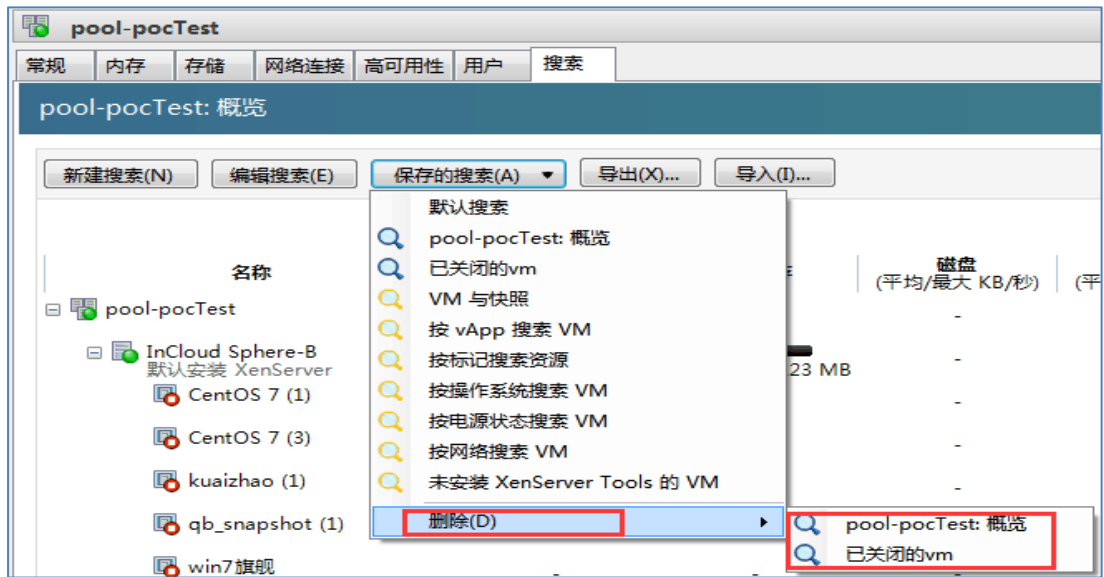 pool-pocTest
常规 内存 存储 网络连接 高可用性 用户 搜索
pool-pocTest: 概览
新建搜索(N) 编辑搜索(E) 保存的搜索(A) 导出(X)... 导入(I)...
默认搜索
pool-pocTest: 概览
已关闭的vm
VM 与快照
按 vApp 搜索 VM
按标记搜索资源
按操作系统搜索 VM
按电源状态搜索 VM
按网络搜索 VM
未安装 XenServer Tools 的 VM
删除(D)
pool-pocTest: 概览
已关闭的vm
名称 磁盘
(平均/最大 KB/秒) (平
pool-pocTest -
InCloud Sphere-B -
默认安装 XenServer 23 MB
CentOS 7 (1) -
CentOS 7 (3) -
kuaizhao (1) -
qb_snapshot (1)
win7旗舰 - -